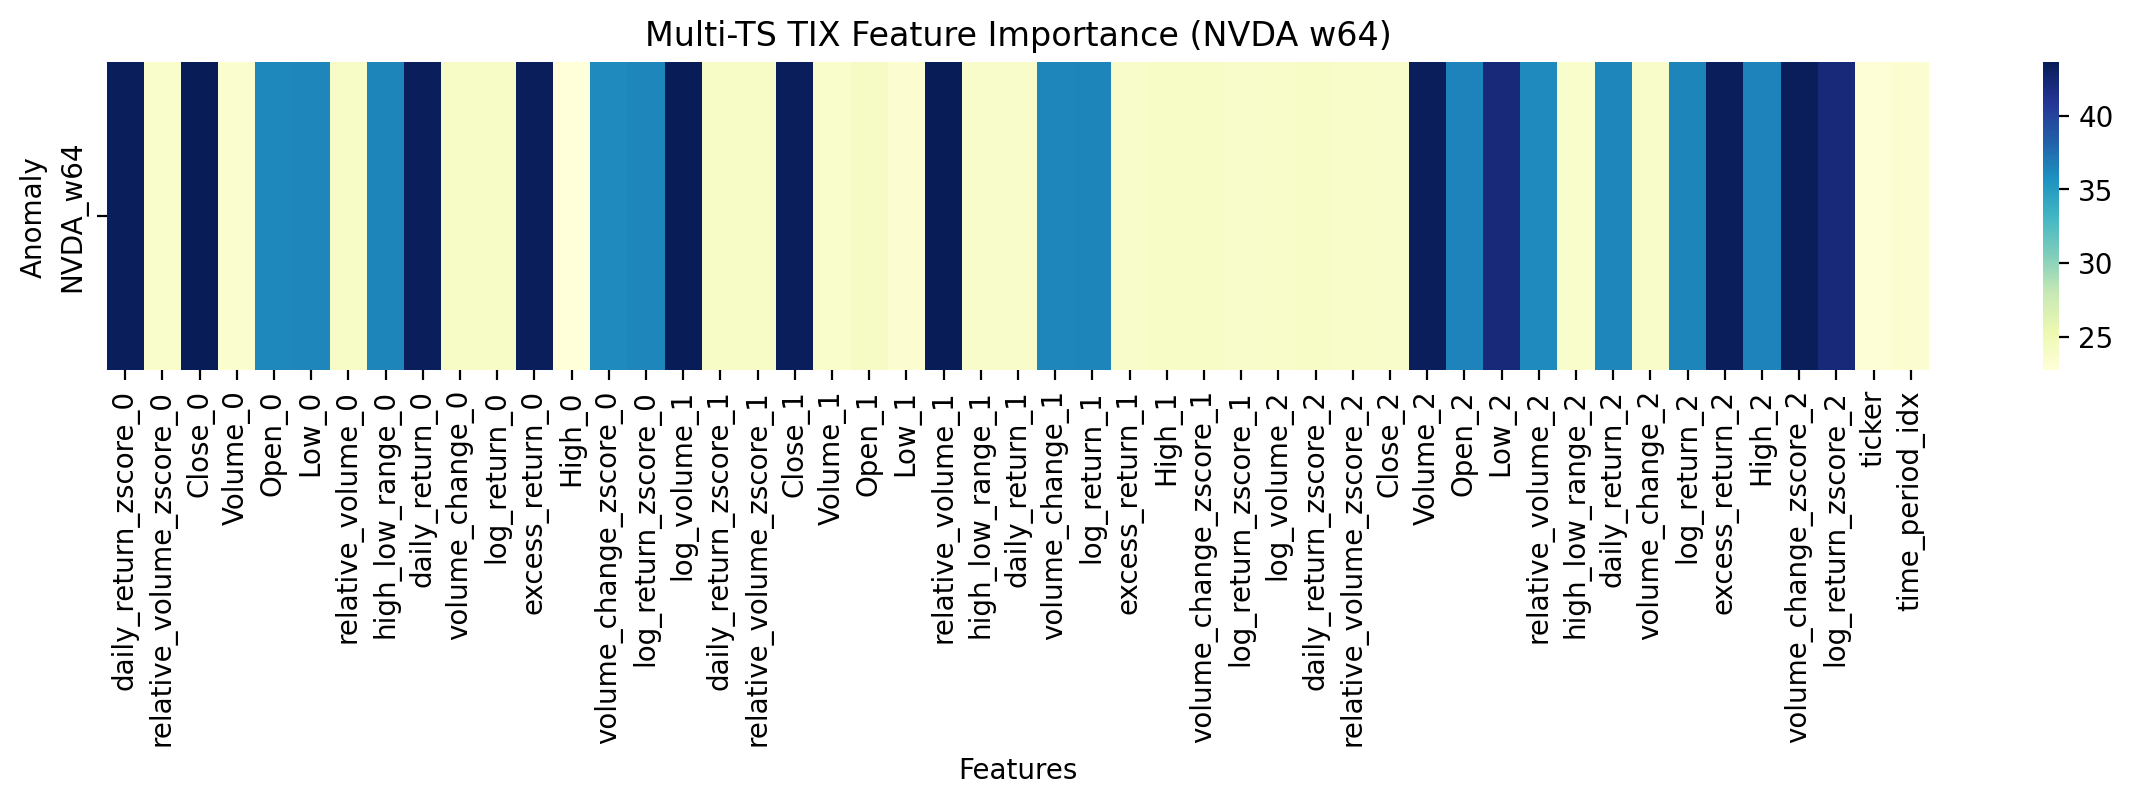 Multi-TS TIX Feature Importance (NVDA w64)
Anomaly
NVDA_w64
40
35
30
25
daily_return_zscore_0
relative_volume_zscore_0
Close_0
Volume_0
Open_0
Low_0
relative_volume_0
high_low_range_0
daily_return_0
volume_change_0
log_return_0
excess_return_0
High_0
volume_change_zscore_0
log_return_zscore_0
log_volume_1
daily_return_zscore_1
relative_volume_zscore_1
Close_1
Volume_1
Open_1
Low_1
relative_volume_1
high_low_range_1
daily_return_1
volume_change_1
log_return_1
excess_return_1
High_1
volume_change_zscore_1
log_return_zscore_1
log_volume_2
daily_return_zscore_2
relative_volume_zscore_2
Close_2
Volume_2
Open_2
Low_2
relative_volume_2
high_low_range_2
daily_return_2
volume_change_2
log_return_2
excess_return_2
High_2
volume_change_zscore_2
log_return_zscore_2
ticker
time_period_idx
Features